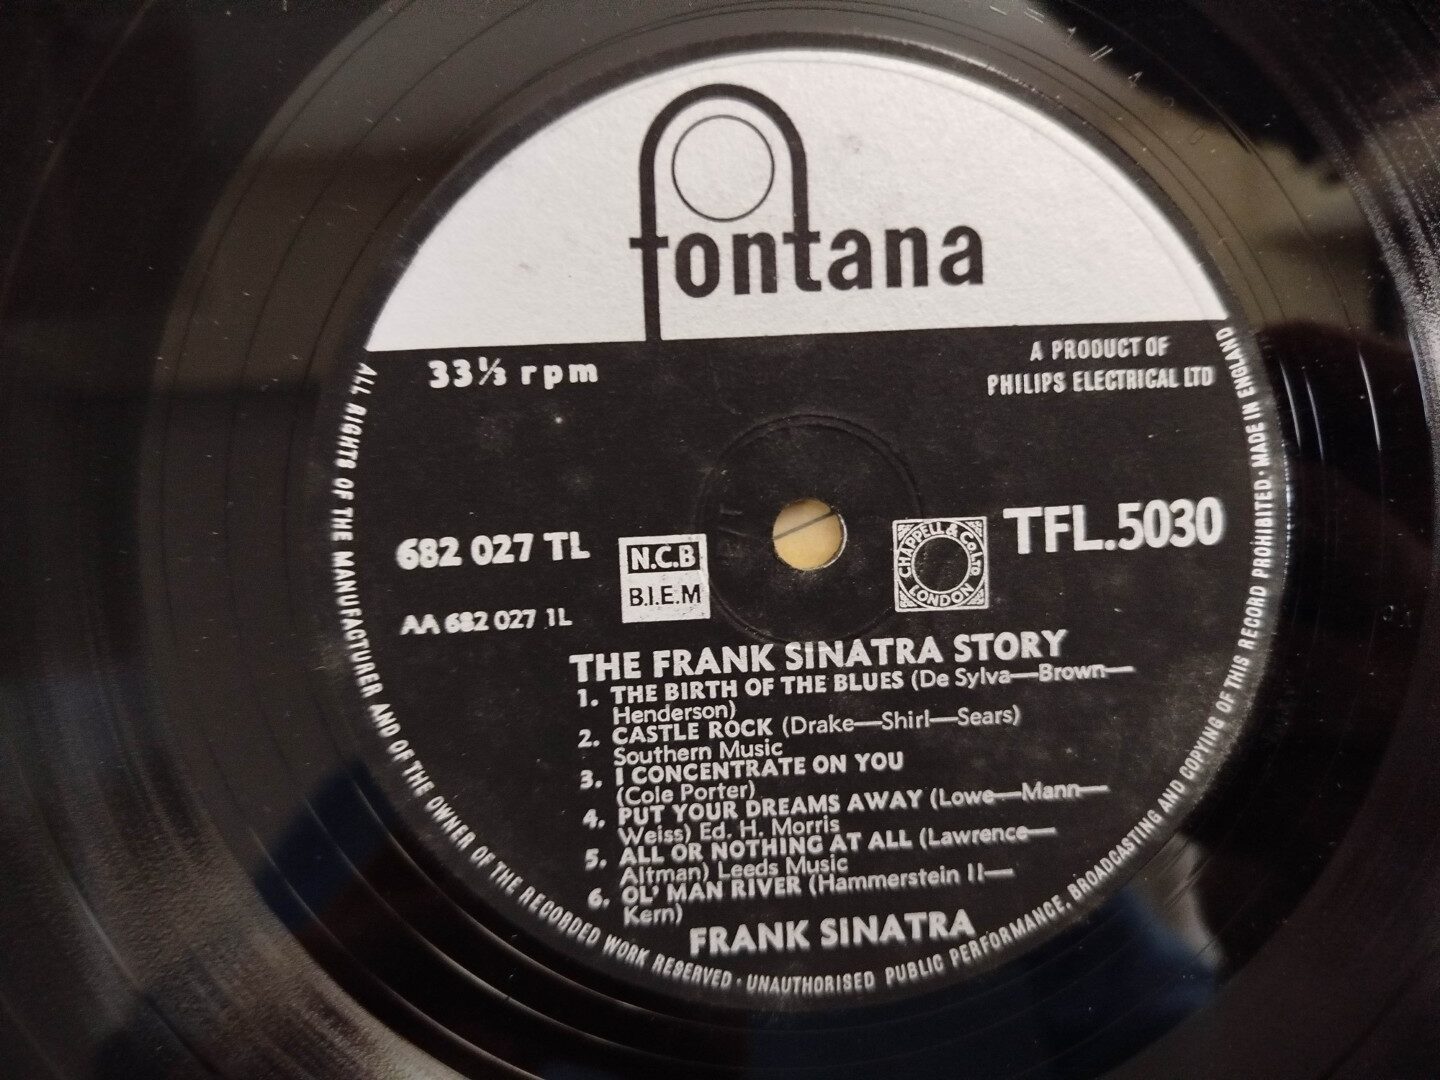 fontana
33⅓ rpm
A PRODUCT OF
PHILIPS ELECTRICAL LTD
682 027 TL
N.C.B
B.I.E.M
CHAPPELL & Co LTD
LONDON
TFL.5030
AA 682 027 1L
THE FRANK SINATRA STORY
1. THE BIRTH OF THE BLUES (De Sylva—Brown—
Henderson)
2. CASTLE ROCK (Drake—Shirl—Sears)
Southern Music
3. I CONCENTRATE ON YOU
(Cole Porter)
4. PUT YOUR DREAMS AWAY (Lowe—Mann—
Weiss) Ed. H. Morris
5. ALL OR NOTHING AT ALL (Lawrence—
Altman) Leeds Music
6. OL' MAN RIVER (Hammerstein II—
Kern)
FRANK SINATRA
ALL RIGHTS OF THE MANUFACTURER AND OF THE OWNER OF THE RECORDED WORK RESERVED · UNAUTHORISED PUBLIC PERFORMANCE, BROADCASTING AND COPYING OF THIS RECORD PROHIBITED · MADE IN ENGLAND